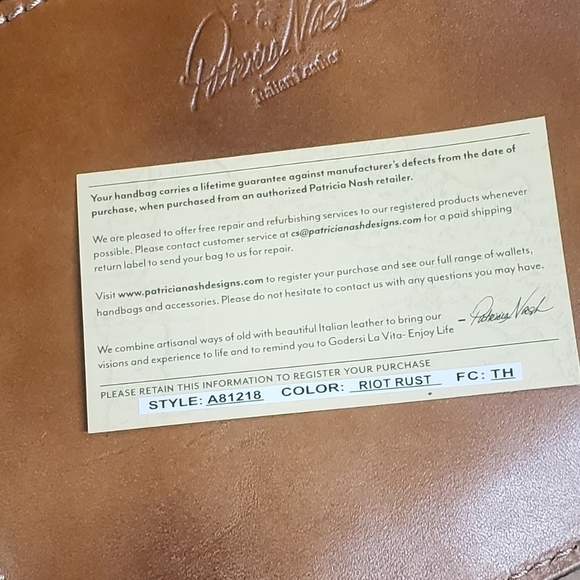 Patricia Nash
Italian Leather
Your handbag carries a lifetime guarantee against manufacturer's defects from the date of
purchase, when purchased from an authorized Patricia Nash retailer.
We are pleased to offer free repair and refurbishing services to our registered products whenever
possible. Please contact customer service at cs@patricianashdesigns.com for a paid shipping
return label to send your bag to us for repair.
Visit www.patricianashdesigns.com to register your purchase and see our full range of wallets,
handbags and accessories. Please do not hesitate to contact us with any questions you may have.
We combine artisanal ways of old with beautiful Italian leather to bring our
visions and experience to life and to remind you to Godersi La Vita- Enjoy Life
– Patricia Nash
PLEASE RETAIN THIS INFORMATION TO REGISTER YOUR PURCHASE
STYLE: A81218 COLOR: RIOT RUST FC: TH